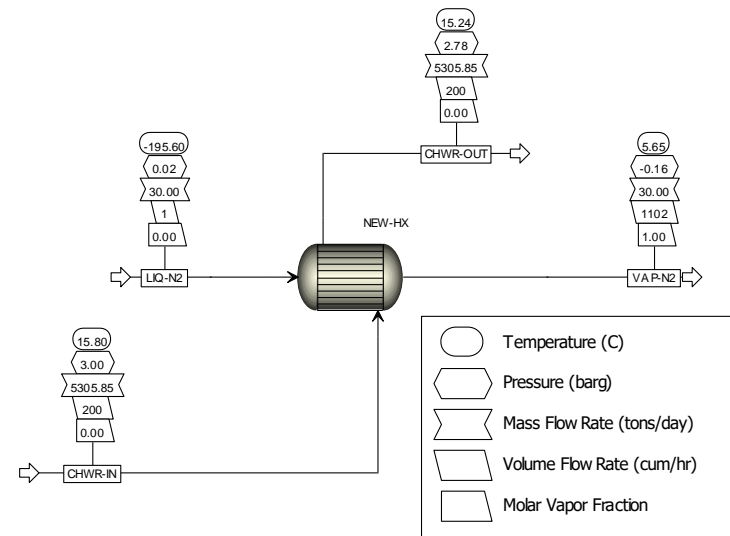 15.24
2.78
5305.85
200
0.00
CHWR-OUT
-195.60
0.02
30.00
1
0.00
LIQ-N2
5.65
-0.16
30.00
1102
1.00
VAP-N2
NEW-HX
15.80
3.00
5305.85
200
0.00
CHWR-IN
Temperature (C)
Pressure (barg)
Mass Flow Rate (tons/day)
Volume Flow Rate (cum/hr)
Molar Vapor Fraction